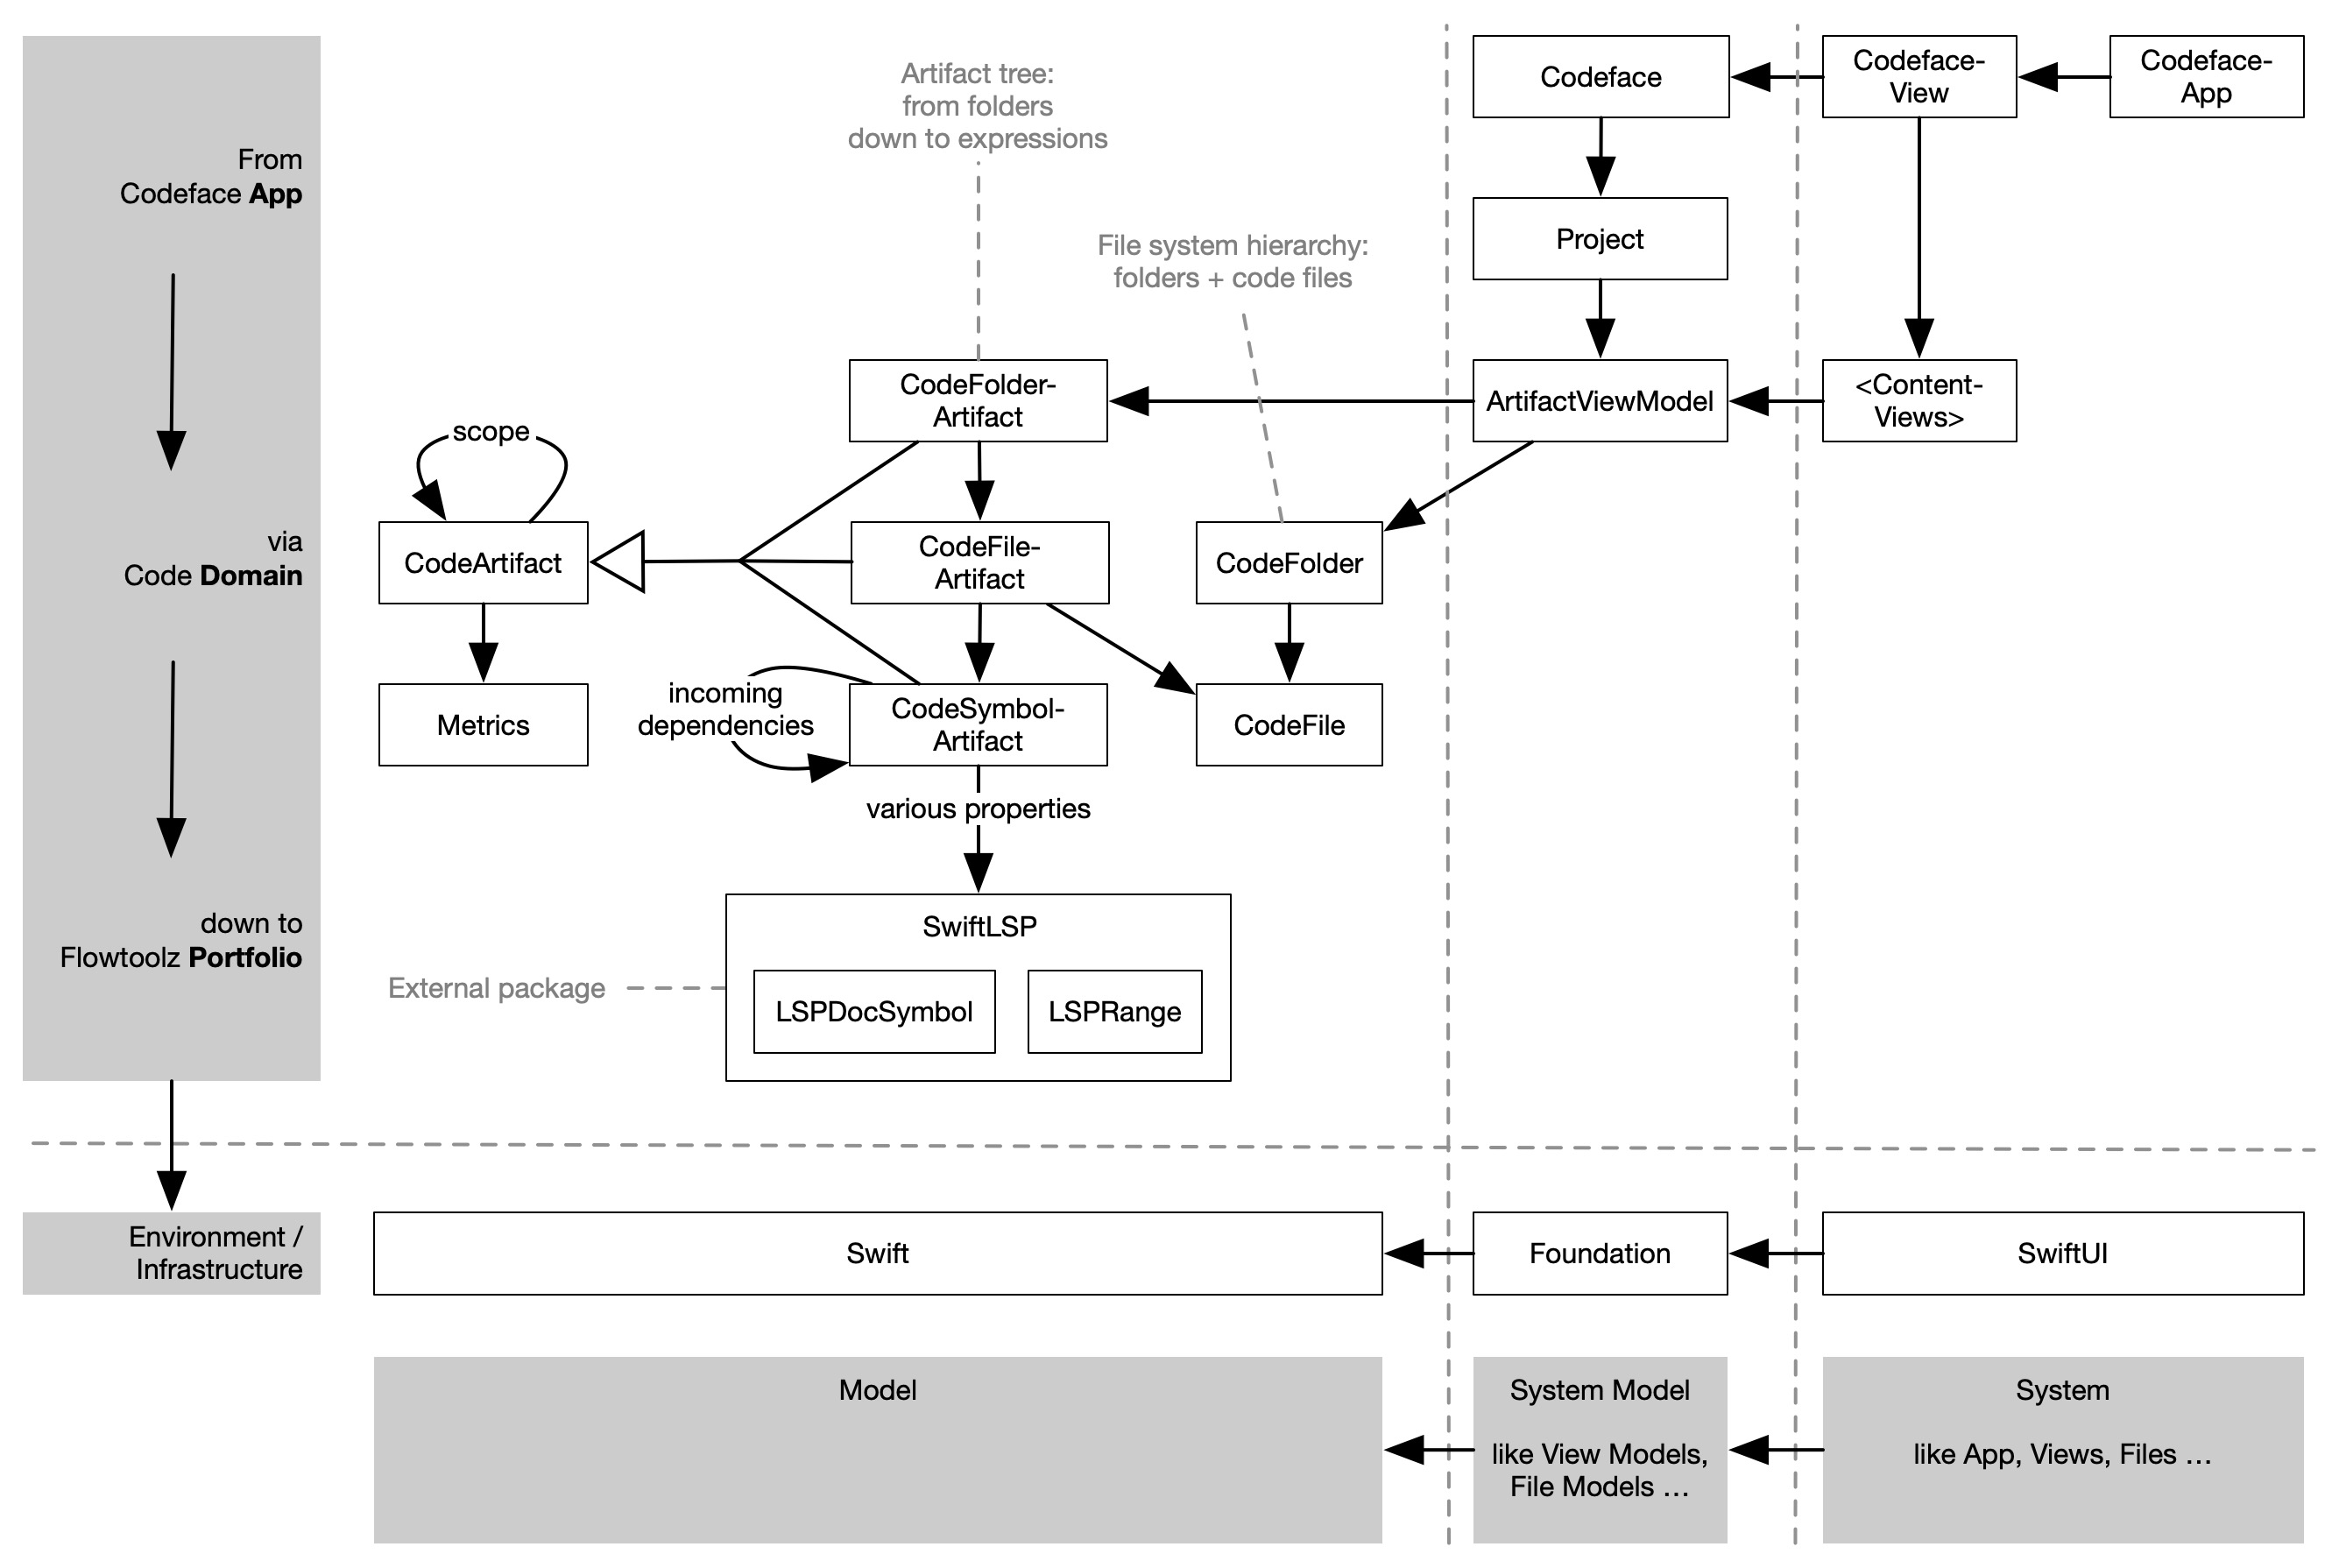 From
Codeface App
via
Code Domain
down to
Flowtoolz Portfolio
Environment /
Infrastructure
Artifact tree:
from folders
down to expressions
File system hierarchy:
folders + code files
Codeface
Codeface-
View
Codeface-
App
Project
CodeFolder-
Artifact
ArtifactViewModel
<Content-
Views>
scope
CodeArtifact
CodeFile-
Artifact
CodeFolder
Metrics
incoming
dependencies
CodeSymbol-
Artifact
CodeFile
various properties
SwiftLSP
External package
LSPDocSymbol
LSPRange
Swift
Foundation
SwiftUI
Model
System Model
like View Models,
File Models …
System
like App, Views, Files …